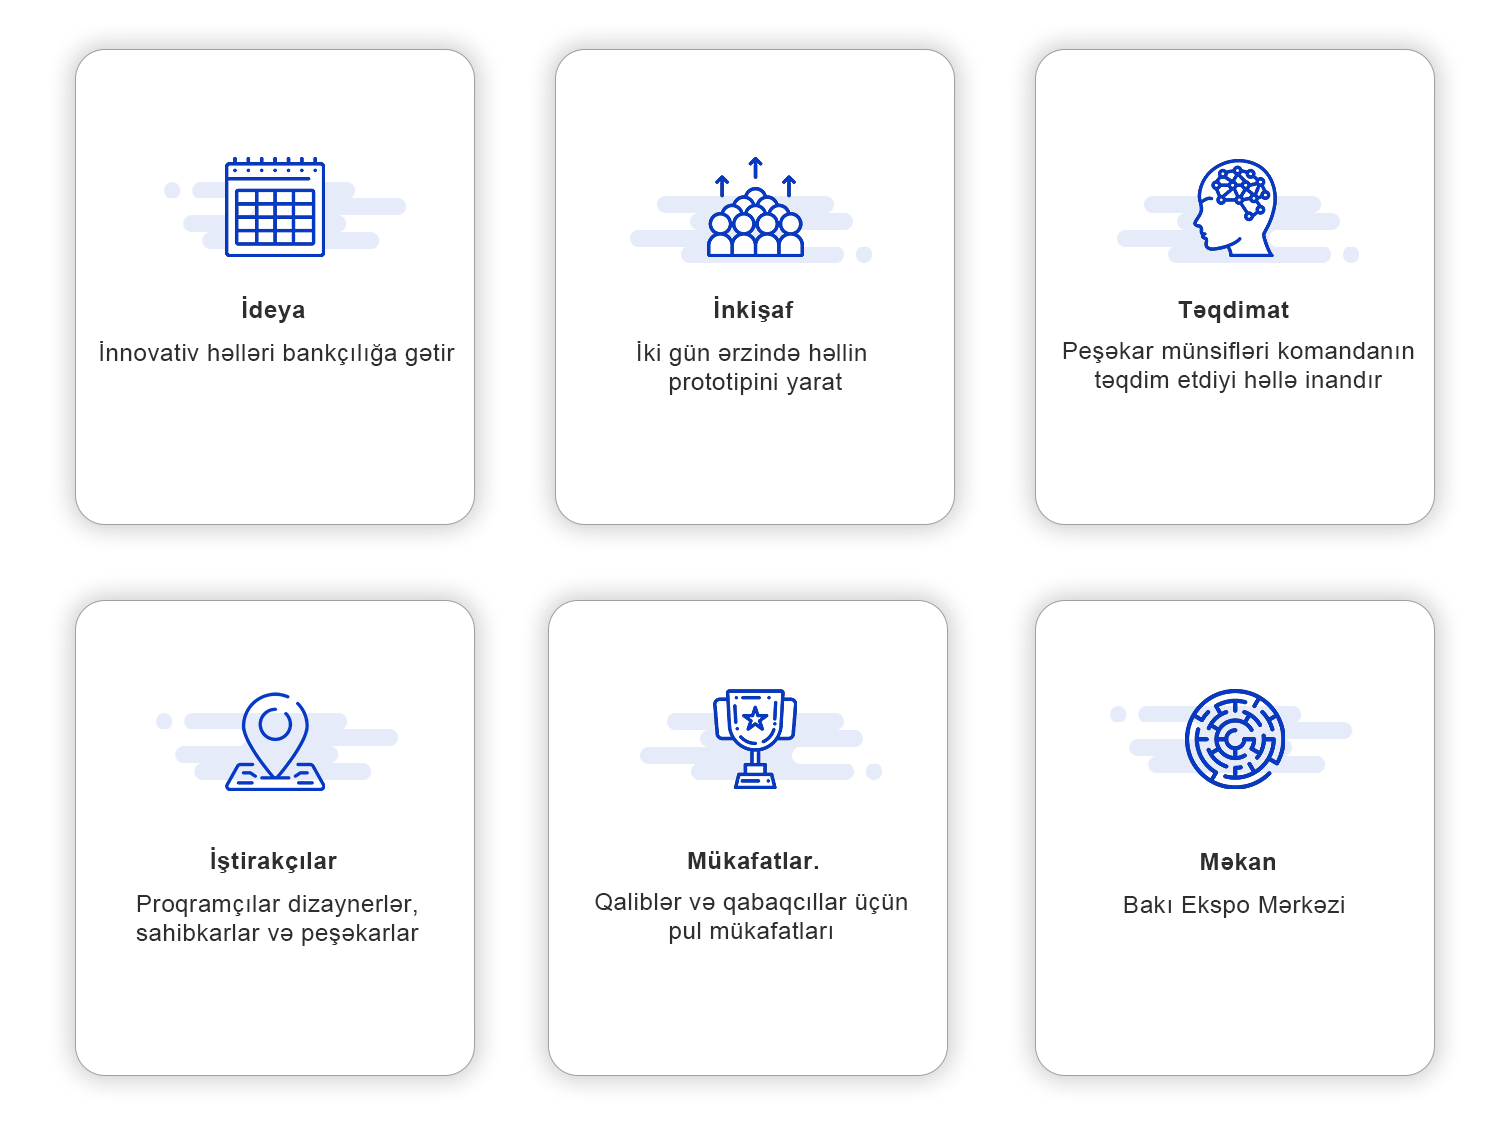 İdeya
İnnovativ həlləri bankçılığa gətir
İnkişaf
İki gün ərzində həllin
prototipini yarat
Təqdimat
Peşəkar münsifləri komandanın
təqdim etdiyi həllə inandır
İştirakçılar
Proqramçılar dizaynerlər,
sahibkarlar və peşəkarlar
Mükafatlar.
Qaliblər və qabaqcıllar üçün
pul mükafatları
Məkan
Bakı Ekspo Mərkəzi